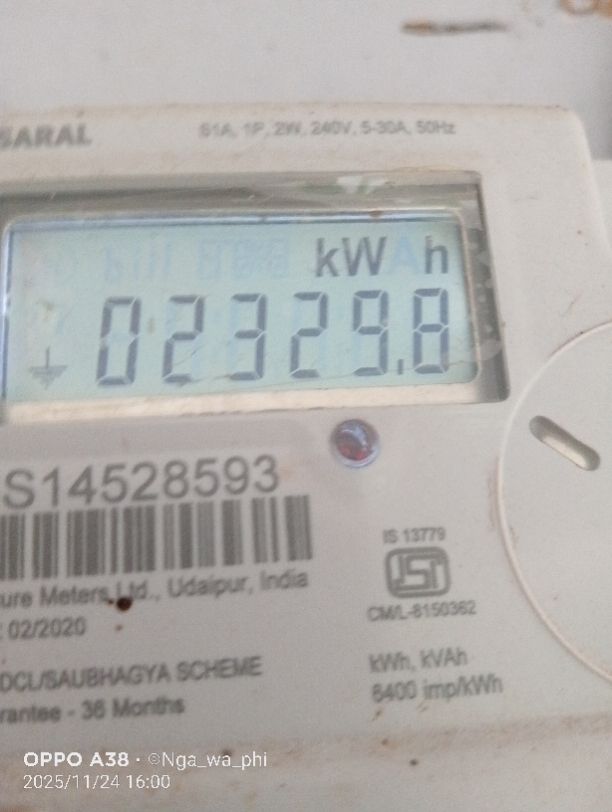 SARAL
S1A, 1P, 2W, 240V, 5-30A, 50Hz
kWh
02329.8
S14528593
ure Meters Ltd., Udaipur, India
: 02/2020
DCL/SAUBHAGYA SCHEME
rantee - 36 Months
IS 13779
CM/L-8150362
kWh, kVAh
6400 imp/kWh
OPPO A38 · ©Nga_wa_phi
2025/11/24 16:00